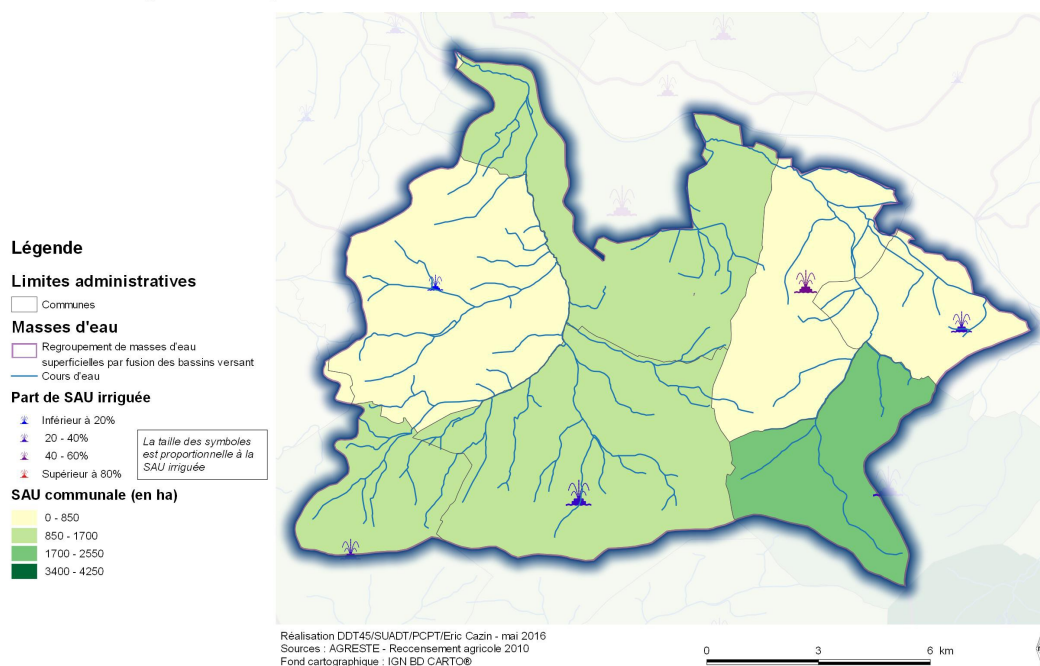 Légende
Limites administratives
Communes
Masses d'eau
Regroupement de masses d'eau
superficielles par fusion des bassins versant
Cours d'eau
Part de SAU irriguée
Inférieur à 20%
20 - 40%
40 - 60%
Supérieur à 80%
La taille des symboles
est proportionnelle à la
SAU irriguée
SAU communale (en ha)
0 - 850
850 - 1700
1700 - 2550
3400 - 4250
Réalisation DDT45/SUADT/PCPT/Eric Cazin - mai 2016
Sources : AGRESTE - Reccensement agricole 2010
Fond cartographique : IGN BD CARTO®
0 3 6 km